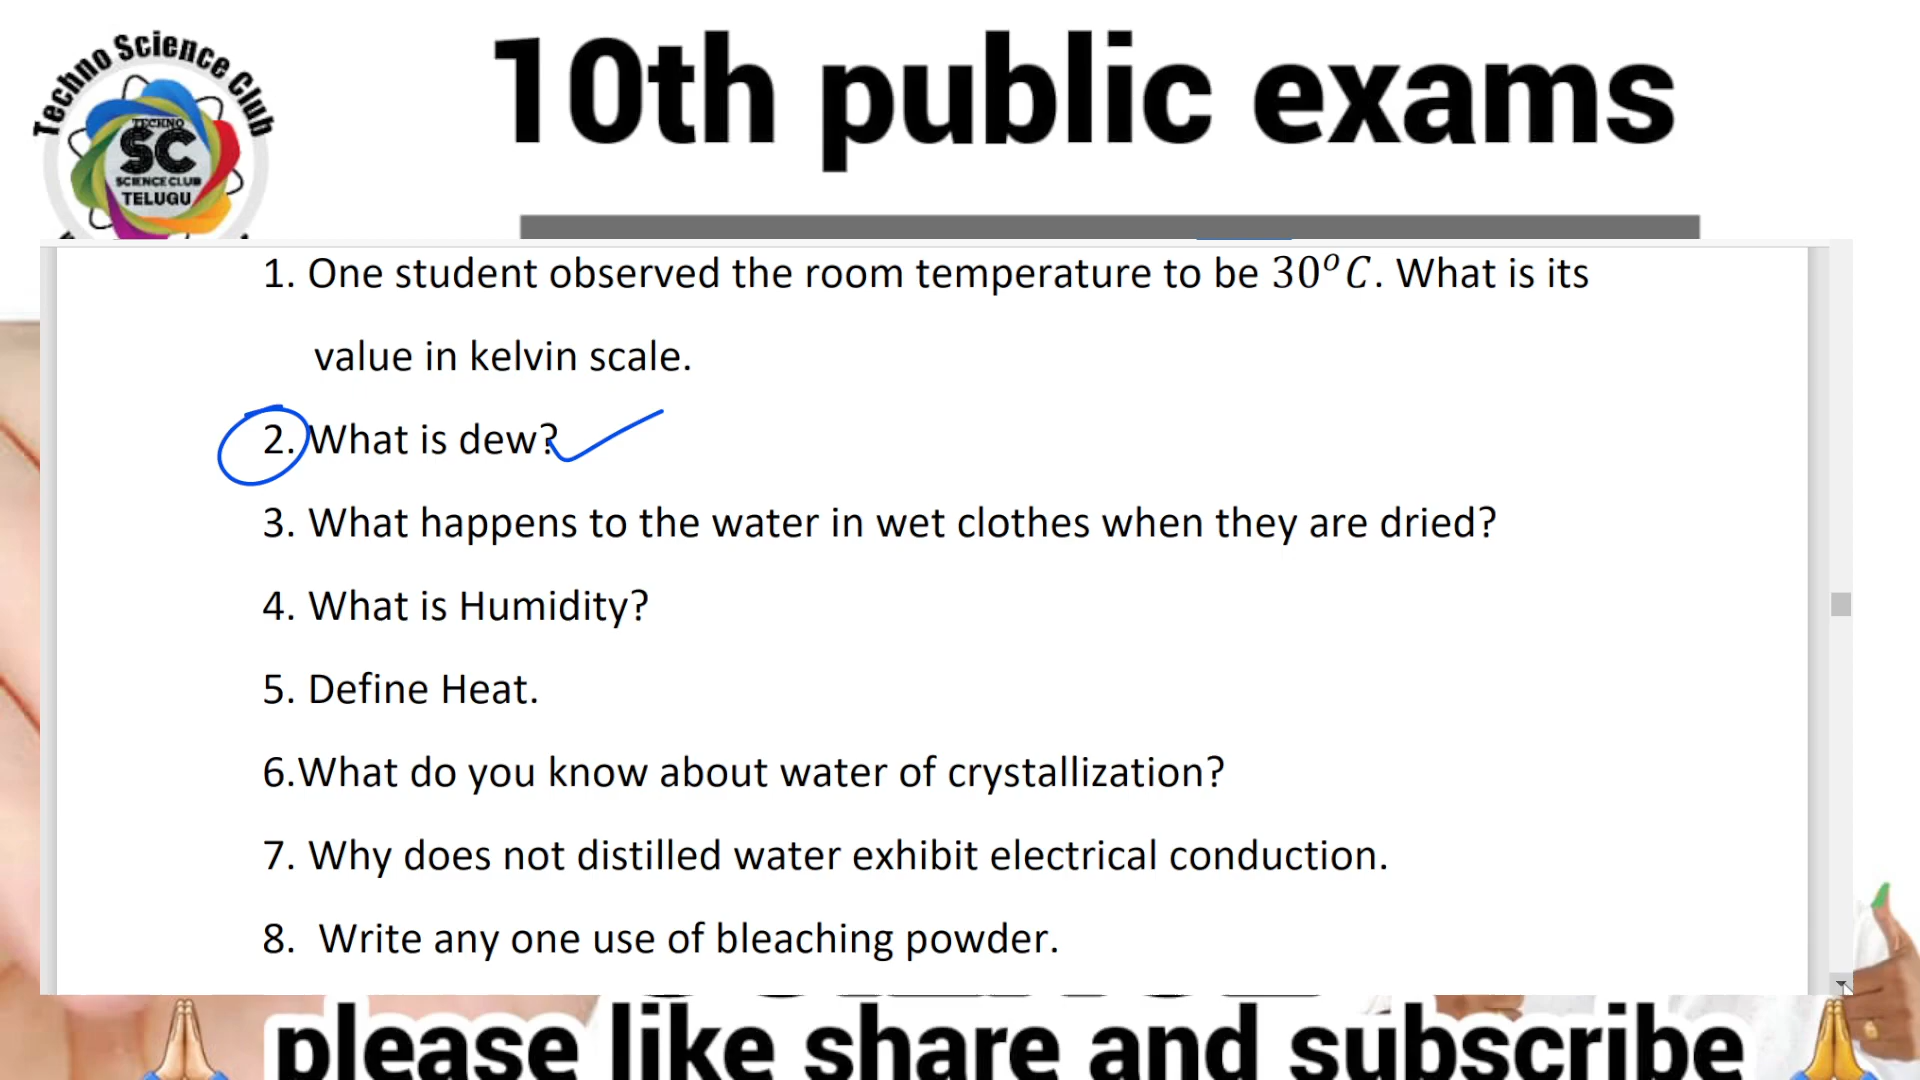 Techno Science Club
10th public exams
TECHNO
SC
SCIENCE CLUB
TELUGU
1. One student observed the room temperature to be 30°C. What is its
value in kelvin scale.
2. What is dew?
3. What happens to the water in wet clothes when they are dried?
4. What is Humidity?
5. Define Heat.
6.What do you know about water of crystallization?
7. Why does not distilled water exhibit electrical conduction.
8. Write any one use of bleaching powder.
please like share and subscribe